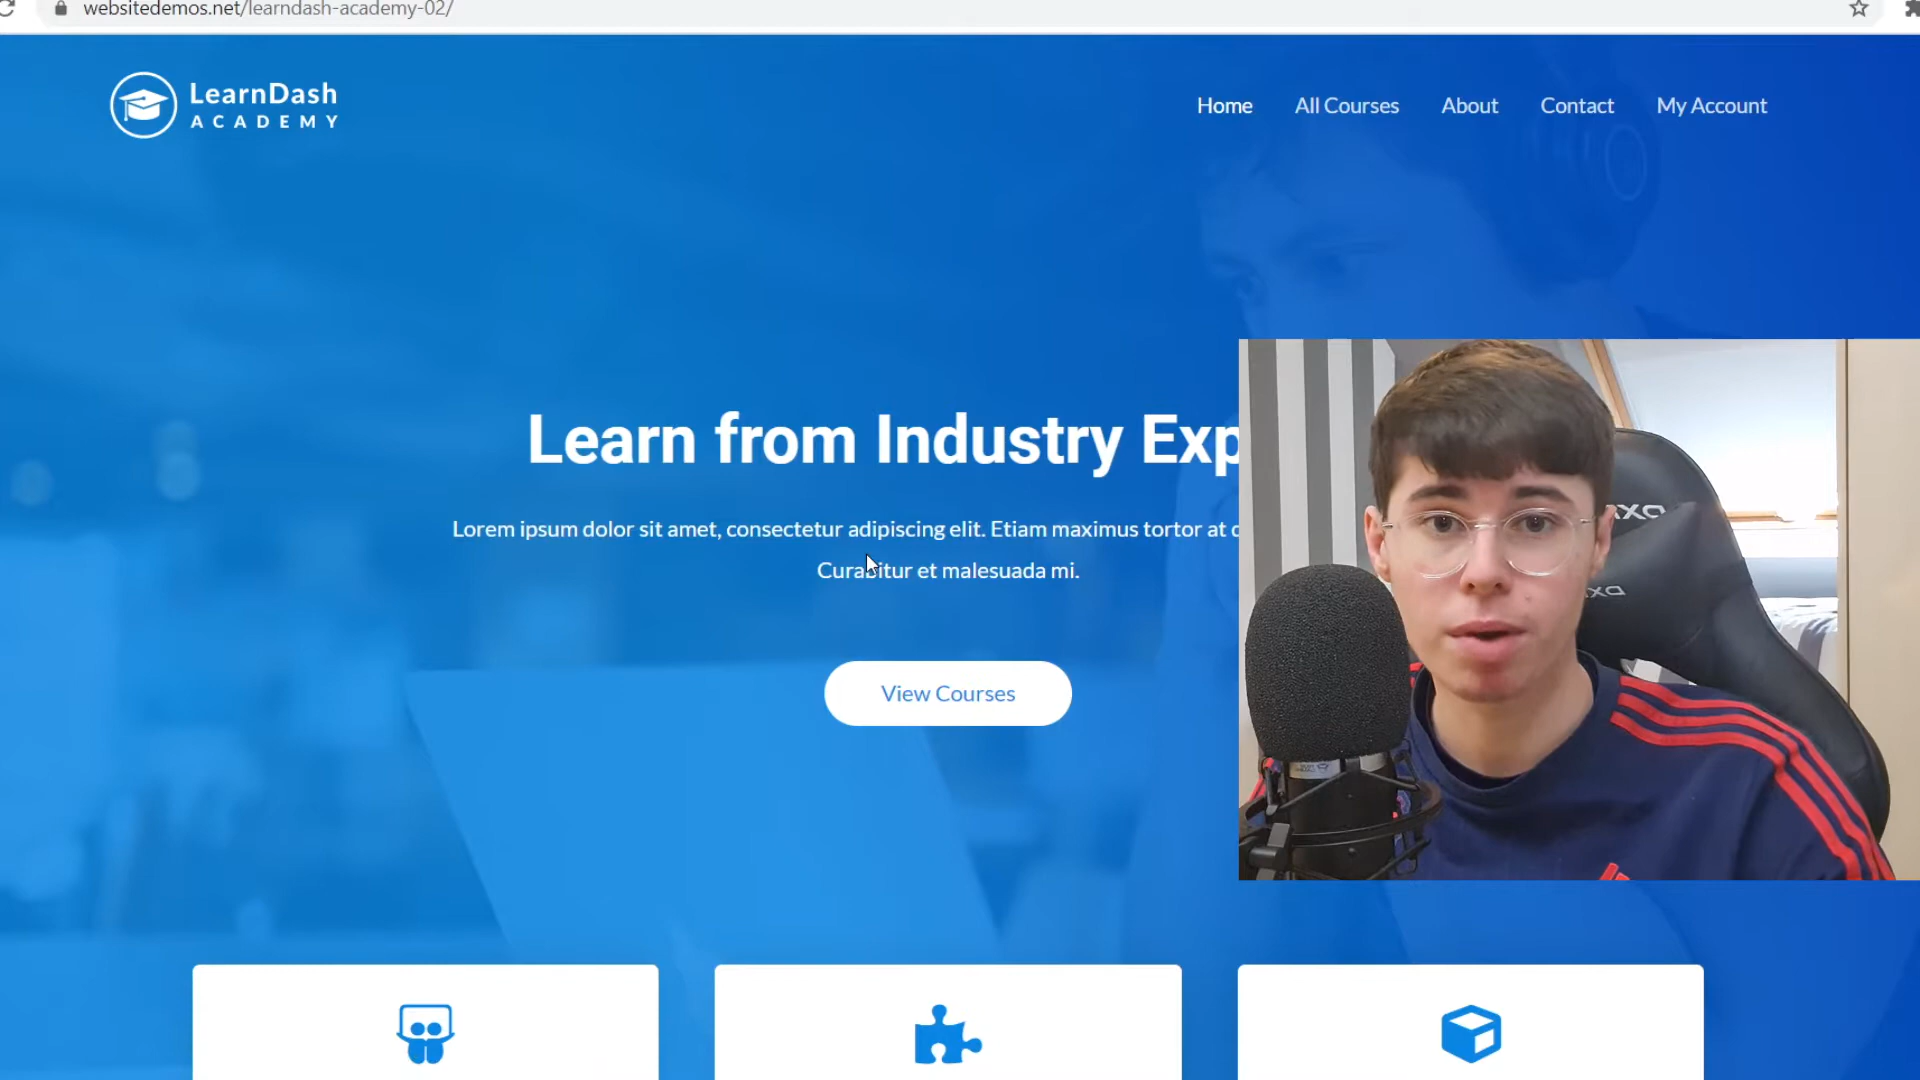 websitedemos.net/learndash-academy-02/
LearnDash
ACADEMY
Home All Courses About Contact My Account
Learn from Industry Exp
Lorem ipsum dolor sit amet, consectetur adipiscing elit. Etiam maximus tortor at
Curabitur et malesuada mi.
View Courses